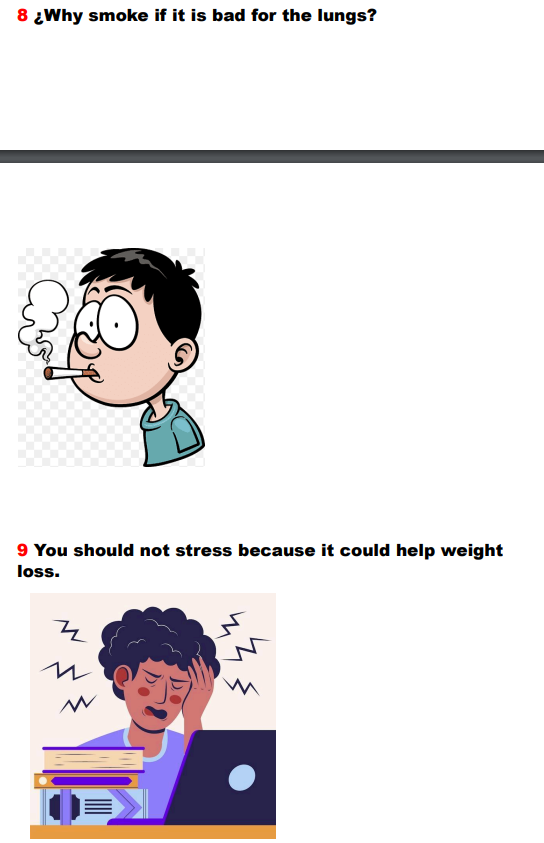 8 ¿Why smoke if it is bad for the lungs?
9 You should not stress because it could help weight
loss.